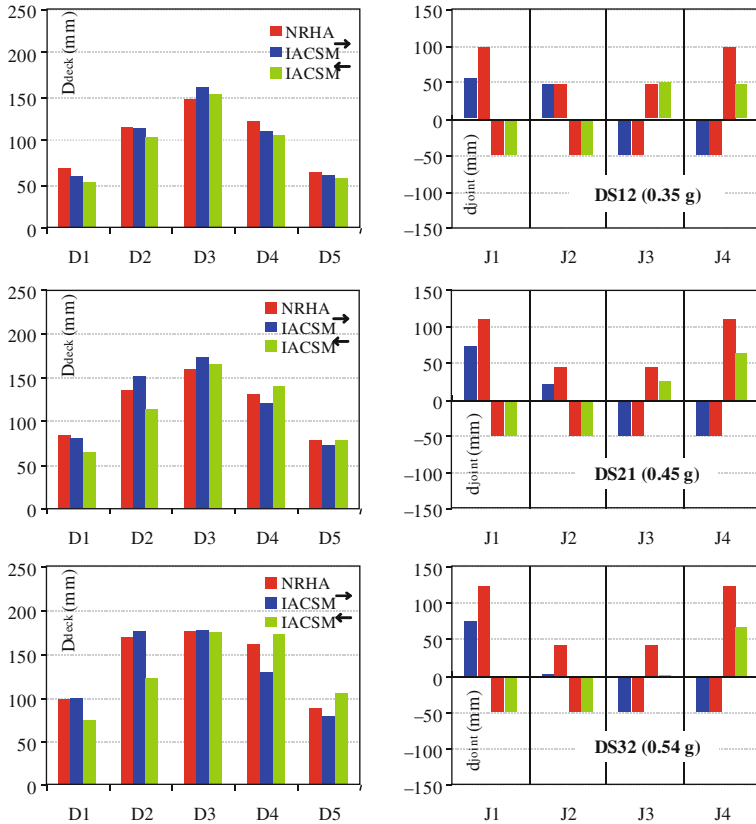 250
200
150
100
50
0
Ddeck (mm)
NRHA
IACSM →
IACSM ←
D1 D2 D3 D4 D5
150
100
50
0
−50
−100
−150
djoint (mm)
DS12 (0.35 g)
J1 J2 J3 J4
250
200
150
100
50
0
Ddeck (mm)
NRHA
IACSM →
IACSM ←
D1 D2 D3 D4 D5
150
100
50
0
−50
−100
−150
djoint (mm)
DS21 (0.45 g)
J1 J2 J3 J4
250
200
150
100
50
0
Ddeck (mm)
NRHA
IACSM →
IACSM ←
D1 D2 D3 D4 D5
150
100
50
0
−50
−100
−150
djoint (mm)
DS32 (0.54 g)
J1 J2 J3 J4